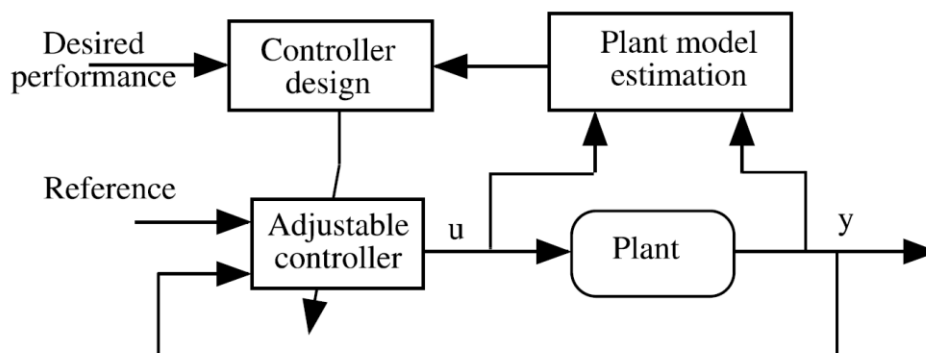 Desired
performance
Controller
design
Plant model
estimation
Reference
Adjustable
controller
u
Plant
y